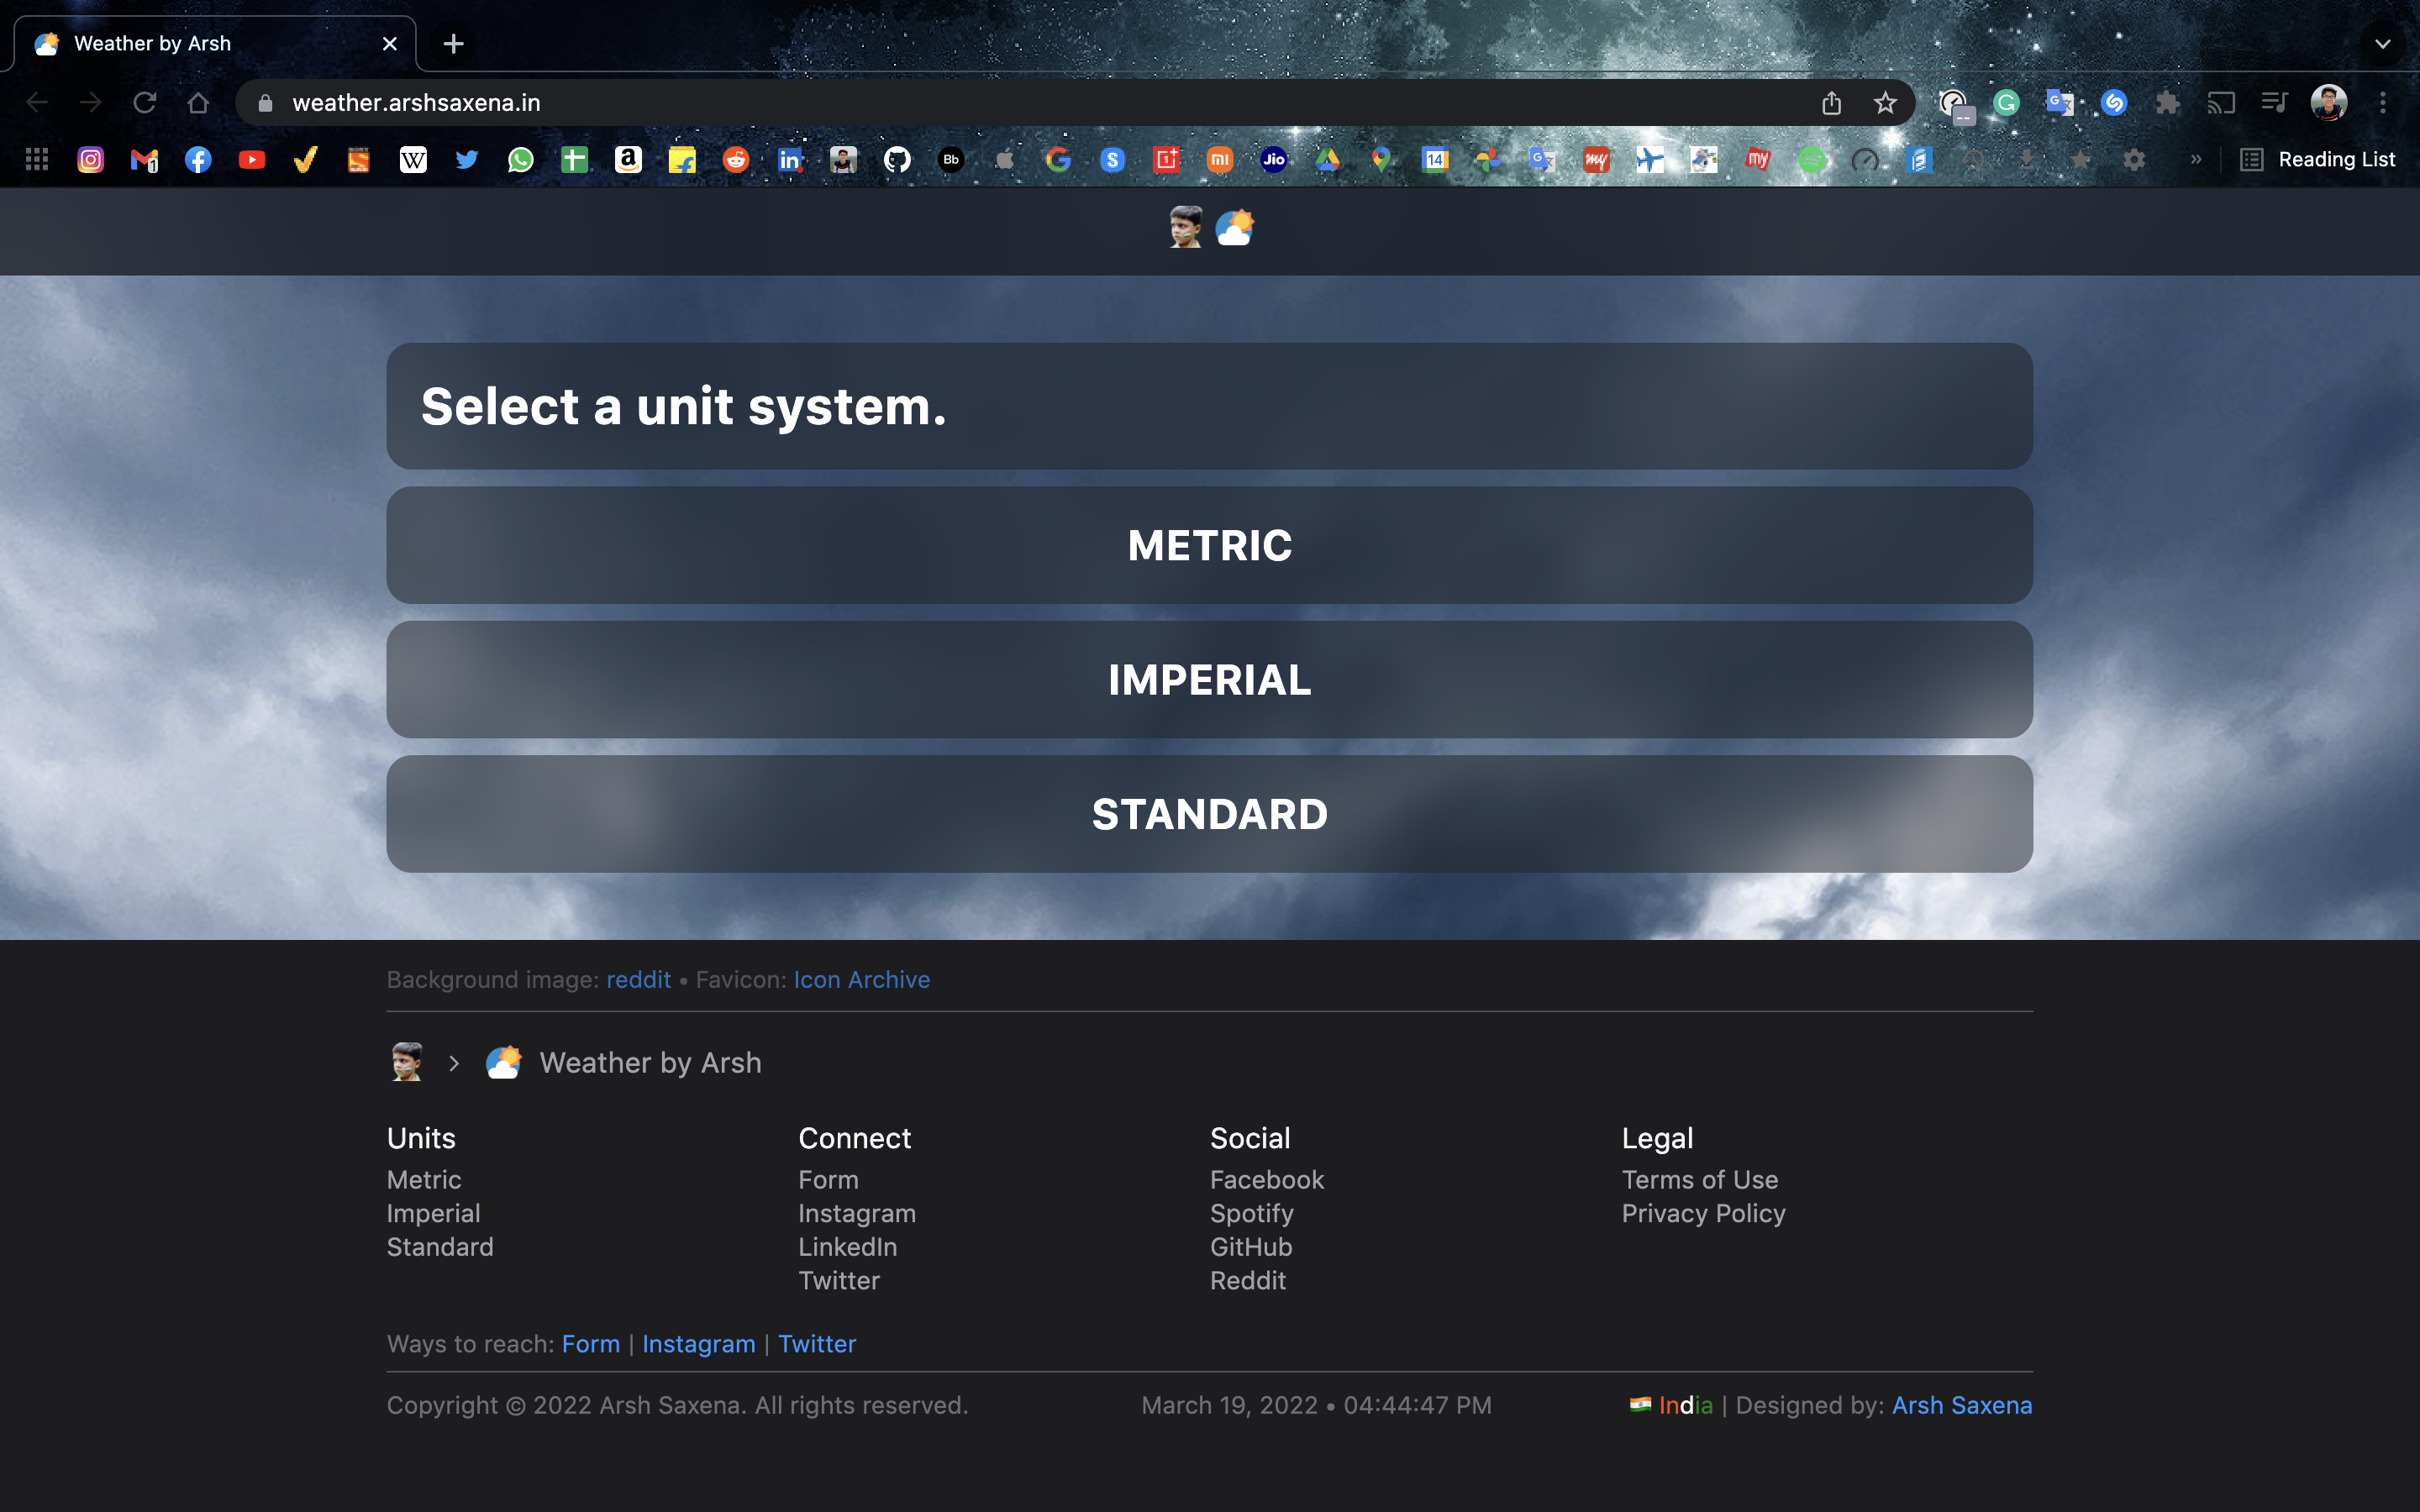 Weather by Arsh
weather.arshsaxena.in
Reading List
Select a unit system.
METRIC
IMPERIAL
STANDARD
Background image: reddit • Favicon: Icon Archive
Weather by Arsh
Units
Metric
Imperial
Standard
Connect
Form
Instagram
LinkedIn
Twitter
Social
Facebook
Spotify
GitHub
Reddit
Legal
Terms of Use
Privacy Policy
Ways to reach: Form | Instagram | Twitter
Copyright © 2022 Arsh Saxena. All rights reserved.
March 19, 2022 • 04:44:47 PM
India | Designed by: Arsh Saxena